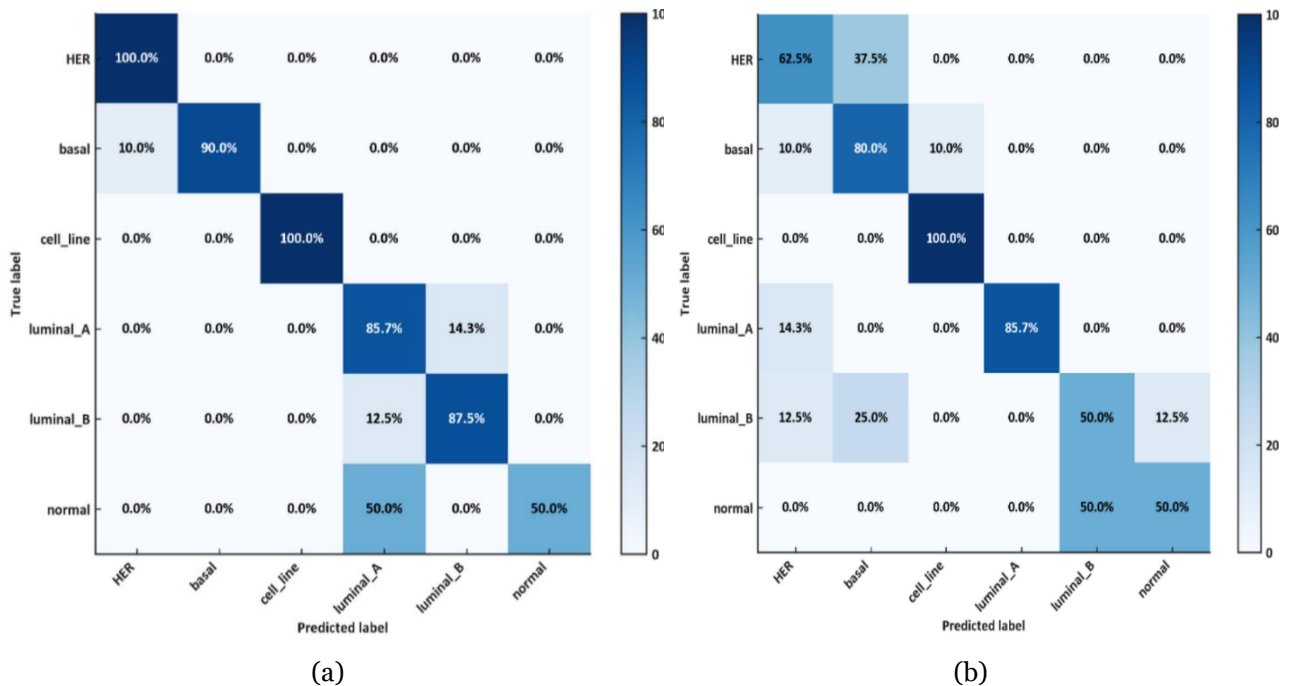 HER 100.0% 0.0% 0.0% 0.0% 0.0% 0.0%
basal 10.0% 90.0% 0.0% 0.0% 0.0% 0.0%
cell_line 0.0% 0.0% 100.0% 0.0% 0.0% 0.0%
luminal_A 0.0% 0.0% 0.0% 85.7% 14.3% 0.0%
luminal_B 0.0% 0.0% 0.0% 12.5% 87.5% 0.0%
normal 0.0% 0.0% 0.0% 50.0% 0.0% 50.0%
True label
HER basal cell_line luminal_A luminal_B normal
Predicted label
10
80
60
40
20
0
(a)
HER 62.5% 37.5% 0.0% 0.0% 0.0% 0.0%
basal 10.0% 80.0% 10.0% 0.0% 0.0% 0.0%
cell_line 0.0% 0.0% 100.0% 0.0% 0.0% 0.0%
luminal_A 14.3% 0.0% 0.0% 85.7% 0.0% 0.0%
luminal_B 12.5% 25.0% 0.0% 0.0% 50.0% 12.5%
normal 0.0% 0.0% 0.0% 0.0% 50.0% 50.0%
True label
HER basal cell_line luminal_A luminal_B normal
Predicted label
10
80
60
40
20
0
(b)